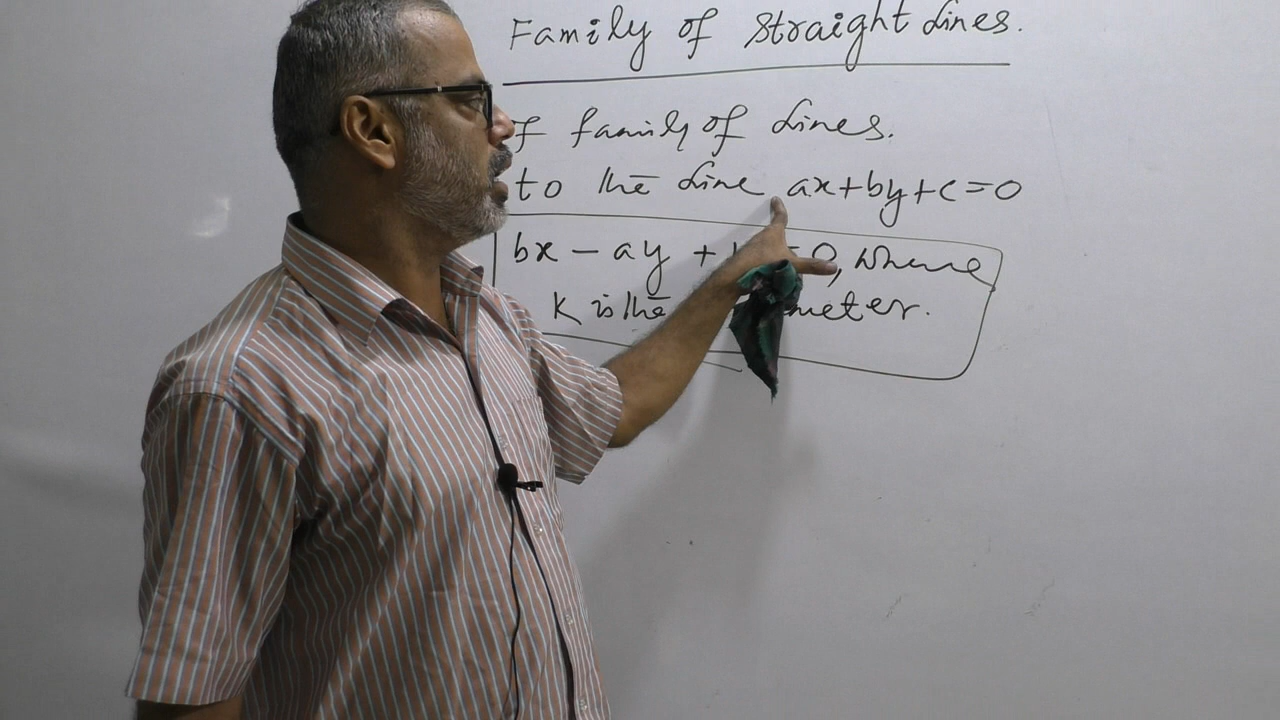 Family of Straight Lines.
of family of Lines.
to the Line ax+by+c=0
bx - ay + =0, where
K is the